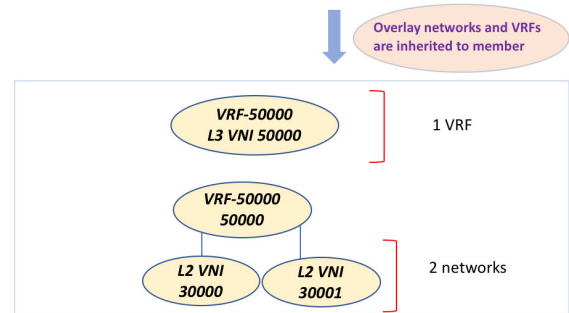 Overlay networks and VRFs
are inherited to member
VRF-50000
L3 VNI 50000
1 VRF
VRF-50000
50000
L2 VNI
30000
L2 VNI
30001
2 networks